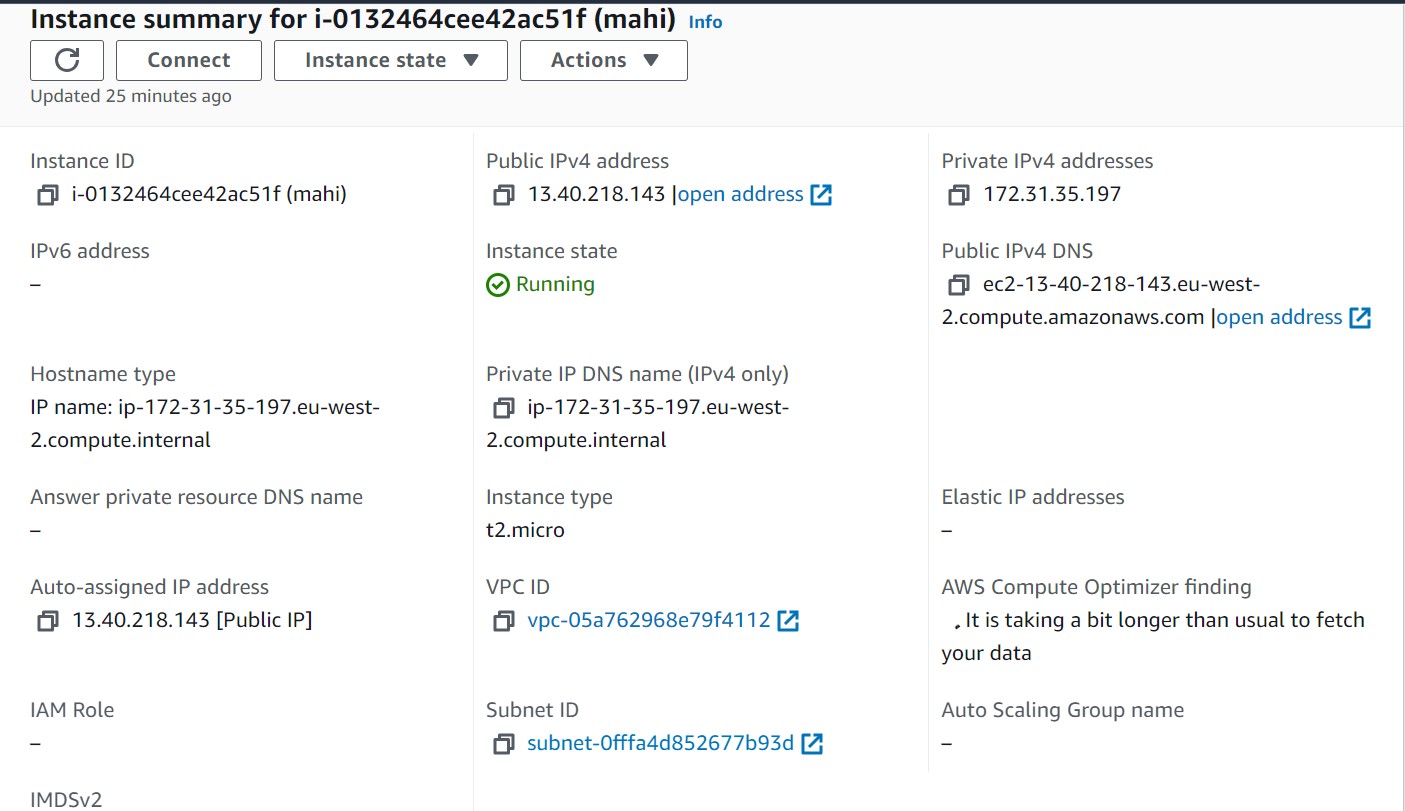 Instance summary for i-0132464cee42ac51f (mahi) Info
Connect
Instance state
Actions
Updated 25 minutes ago
Instance ID
i-0132464cee42ac51f (mahi)
Public IPv4 address
13.40.218.143 |open address
Private IPv4 addresses
172.31.35.197
IPv6 address
–
Instance state
Running
Public IPv4 DNS
ec2-13-40-218-143.eu-west-
2.compute.amazonaws.com |open address
Hostname type
IP name: ip-172-31-35-197.eu-west-
2.compute.internal
Private IP DNS name (IPv4 only)
ip-172-31-35-197.eu-west-
2.compute.internal
Answer private resource DNS name
–
Instance type
t2.micro
Elastic IP addresses
–
Auto-assigned IP address
13.40.218.143 [Public IP]
VPC ID
vpc-05a762968e79f4112
AWS Compute Optimizer finding
It is taking a bit longer than usual to fetch
your data
IAM Role
–
Subnet ID
subnet-0fffa4d852677b93d
Auto Scaling Group name
–
IMDSv2